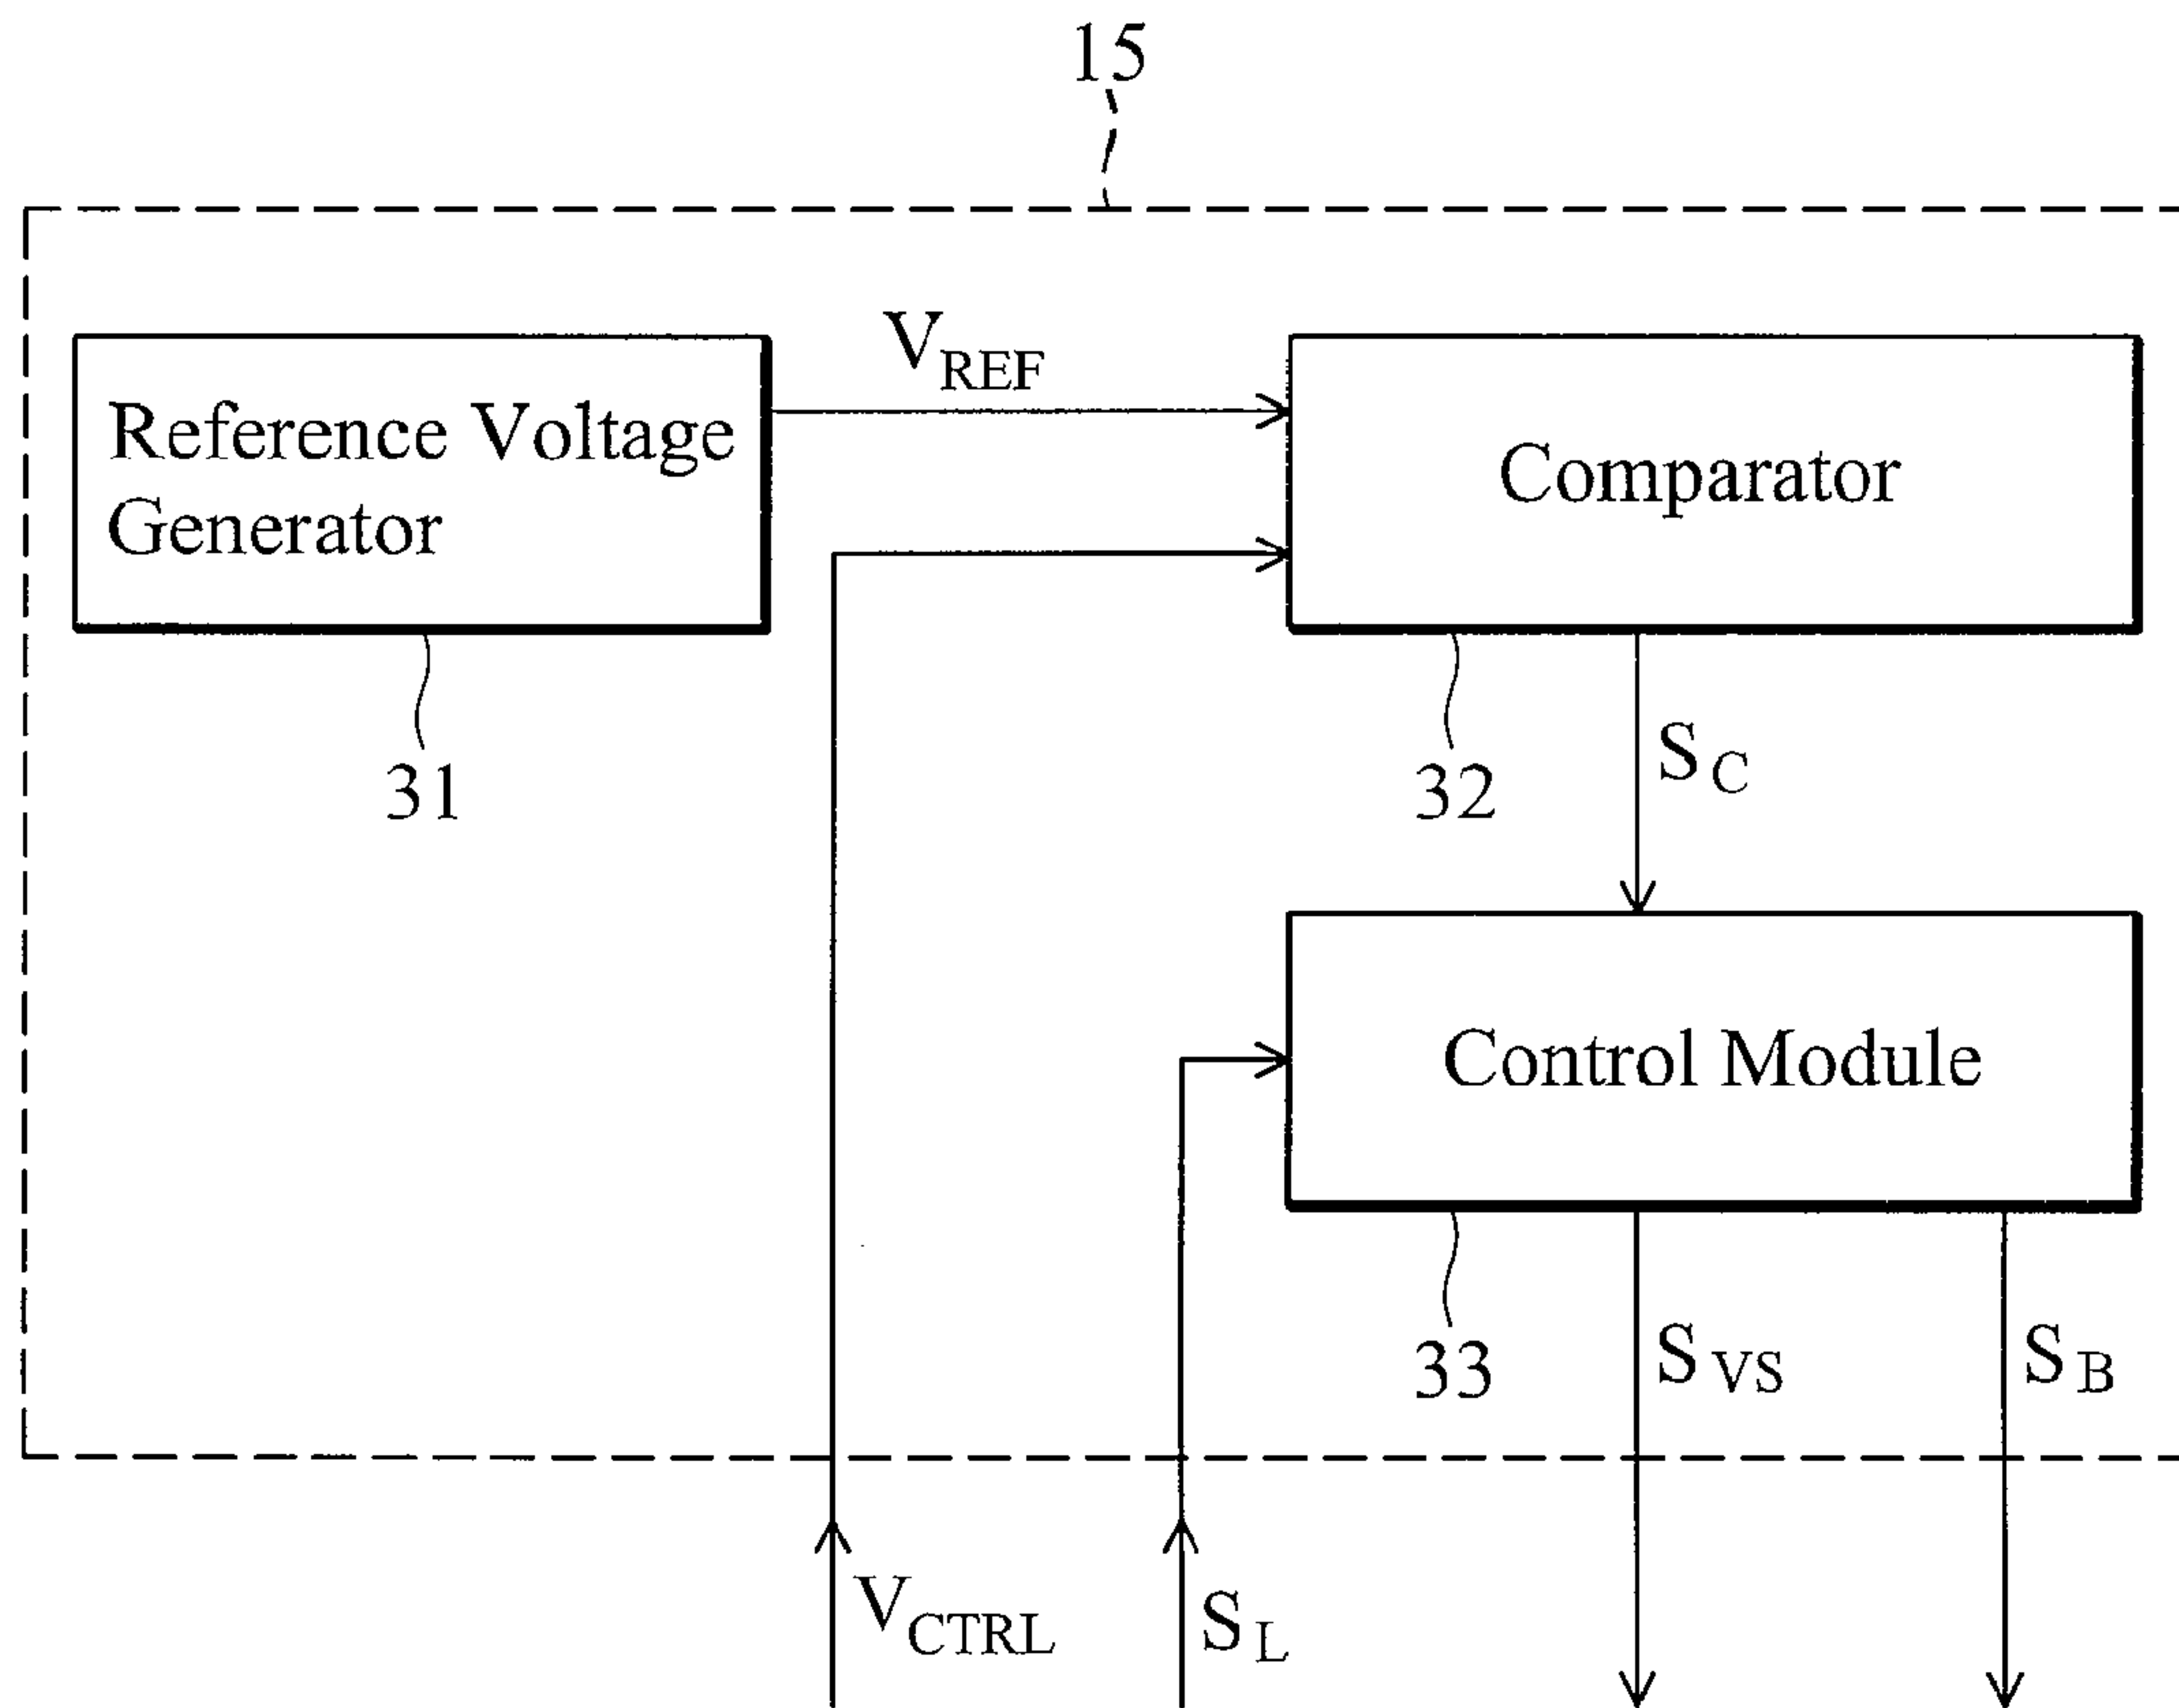 15
V_REF
Reference Voltage
Generator
Comparator
31
32
S_C
Control Module
33
S_VS
S_B
V_CTRL
S_L